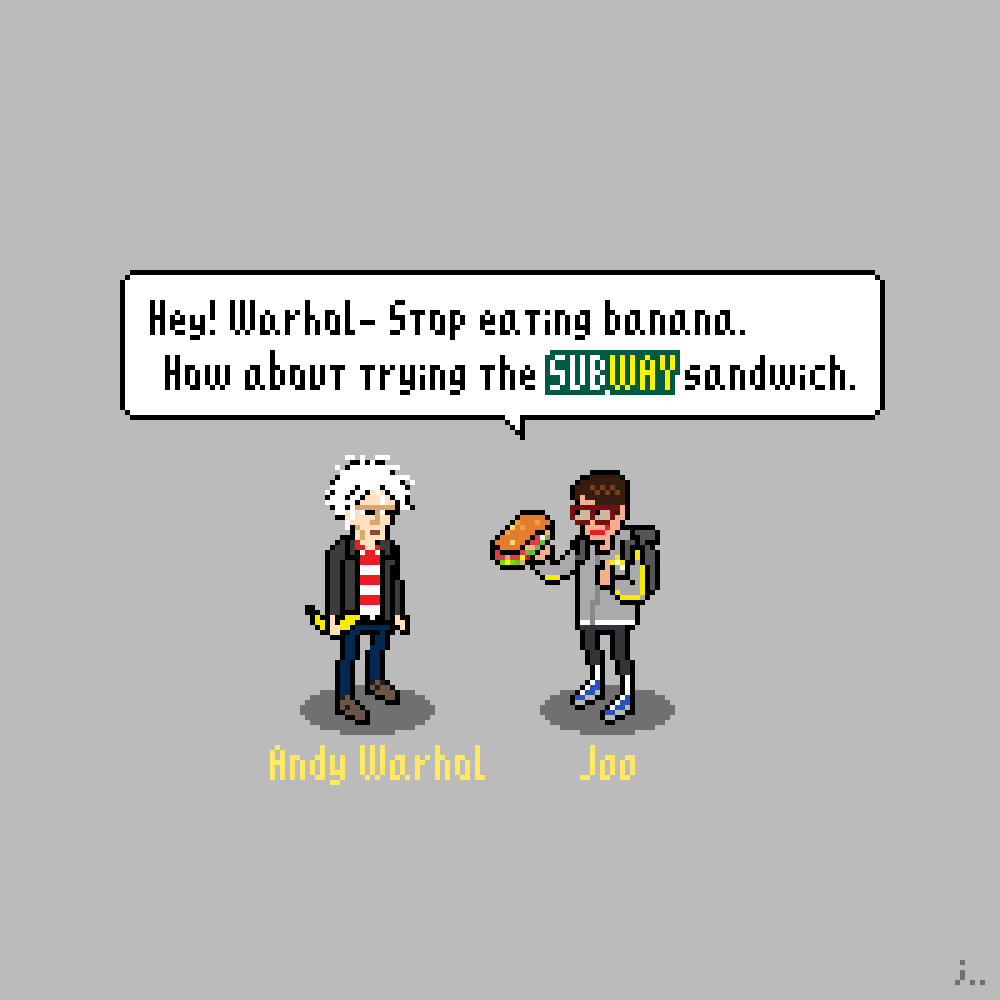 Hey! Warhol- Stop eating banana.
How about trying the SUBWAY sandwich.
Andy Warhol
Joo
j..